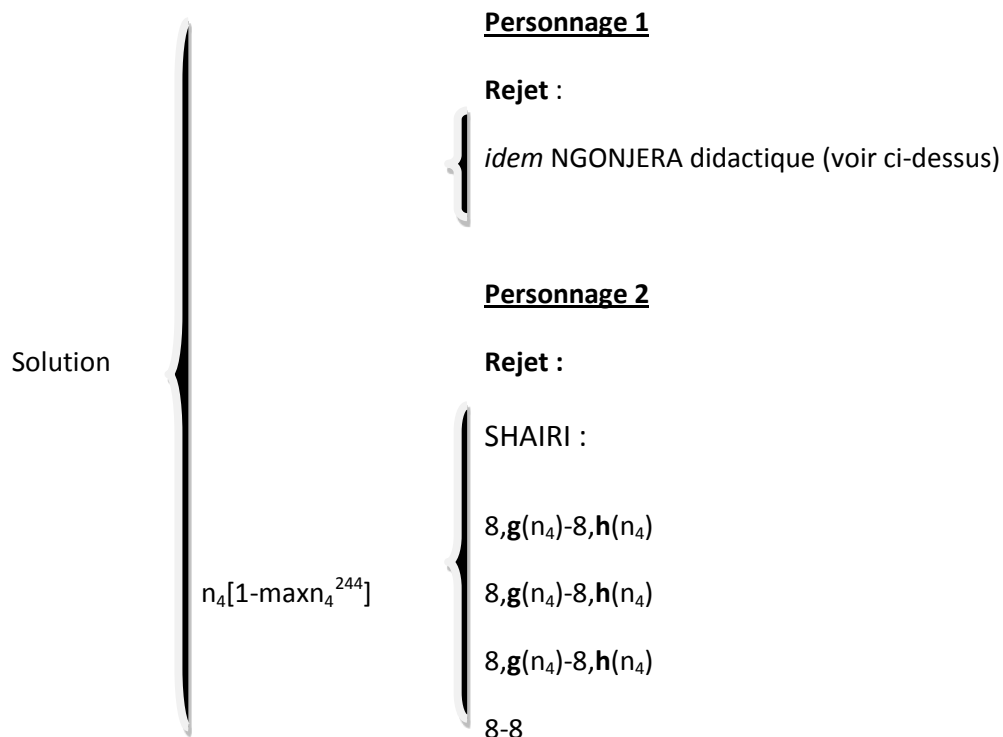 Personnage 1
Rejet :
idem NGONJERA didactique (voir ci-dessus)
Personnage 2
Solution
Rejet :
SHAIRI :
8,g(n₄)-8,h(n₄)
n₄[1-maxn₄²⁴⁴]
8,g(n₄)-8,h(n₄)
8,g(n₄)-8,h(n₄)
8-8